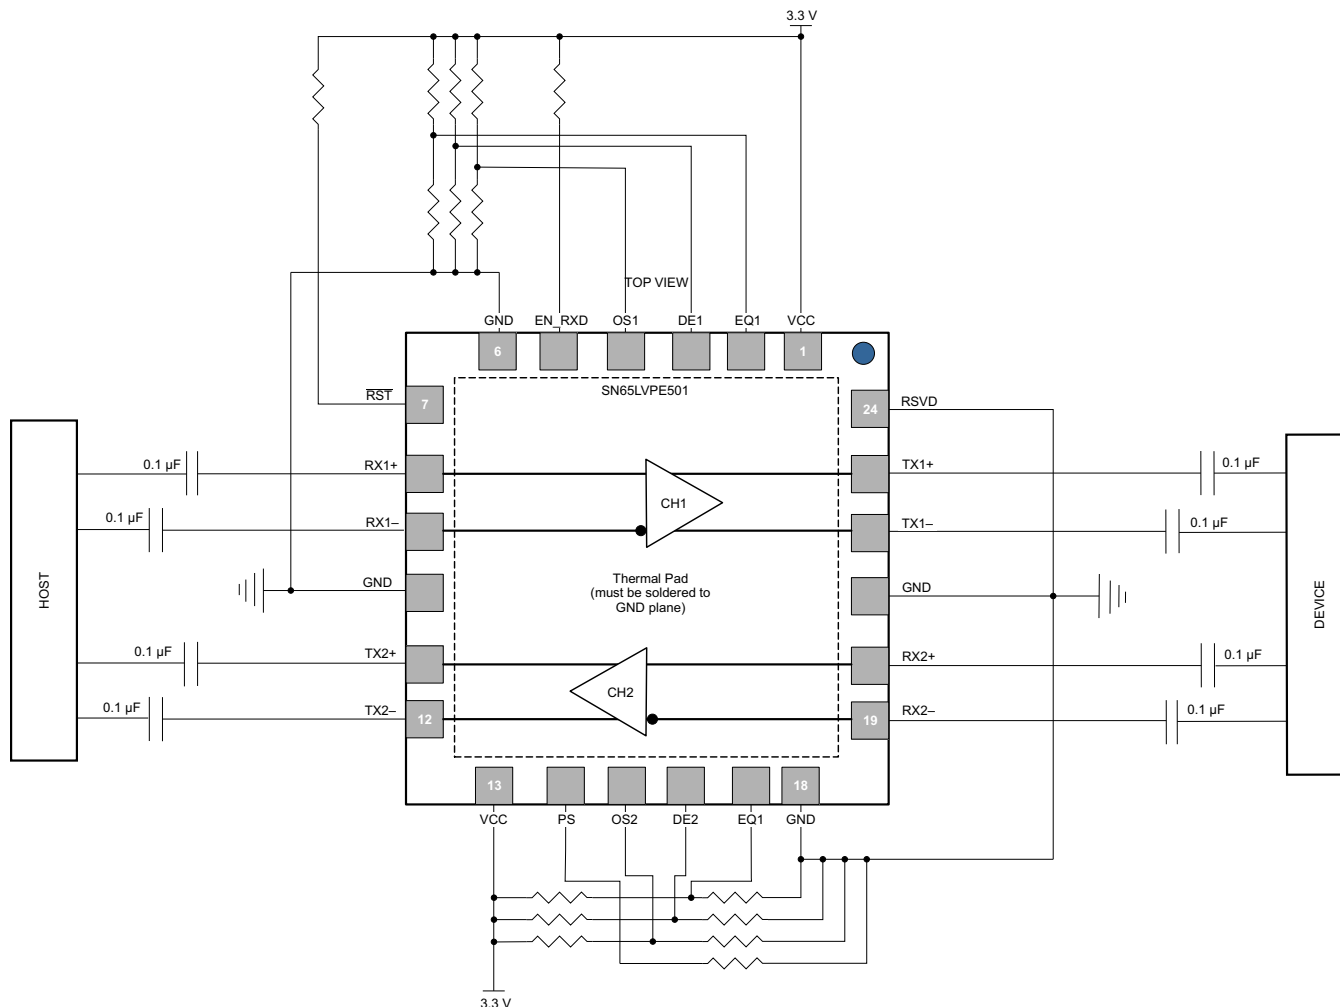 3.3 V
TOP VIEW
GND EN_RXD OS1 DE1 EQ1 VCC
6 1
SN65LVPE501
RST 7 24 RSVD
0.1 µF RX1+ TX1+ 0.1 µF
CH1
0.1 µF RX1– TX1– 0.1 µF
HOST
GND
Thermal Pad
(must be soldered to
GND plane)
GND
DEVICE
0.1 µF TX2+ RX2+ 0.1 µF
CH2
0.1 µF TX2– 12 19 RX2– 0.1 µF
13 18
VCC PS OS2 DE2 EQ1 GND
3.3 V